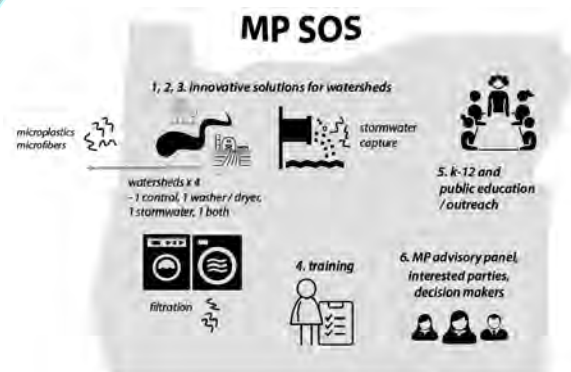 MP SOS
1, 2, 3. innovative solutions for watersheds
microplastics
microfibers
stormwater
capture
watersheds x 4
- 1 control, 1 washer / dryer,
1 stormwater, 1 both
5. k-12 and
public education
/ outreach
filtration
4. training
6. MP advisory panel,
interested parties,
decision makers